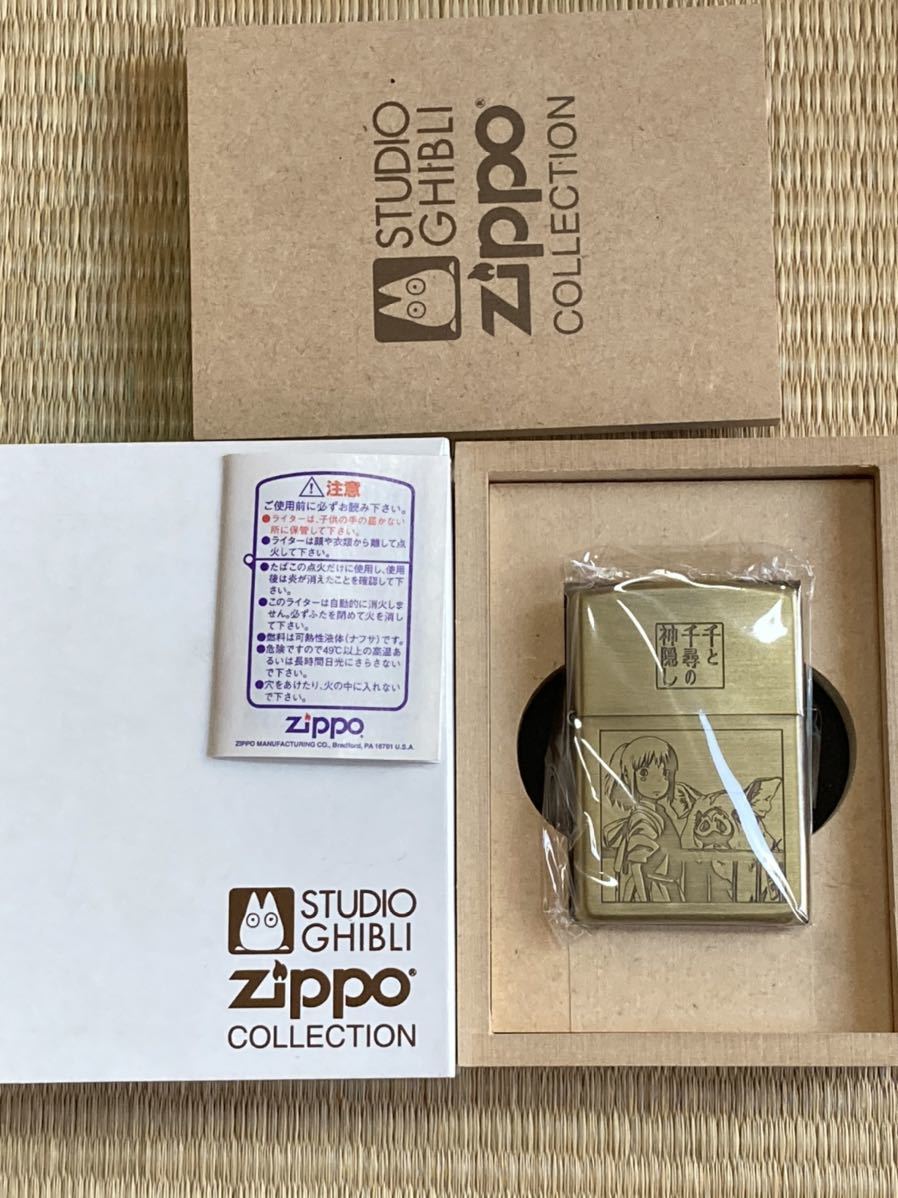 STUDIO
GHIBLI
zippo®
COLLECTION
⚠注意
ご使用前に必ずお読み下さい。
●ライターは、子供の手の届かない
所に保管して下さい。
●ライターは顔や衣類から離して点
火して下さい。
●たばこの点火だけに使用し、使用
後は炎が消えたことを確認して下
さい。
●このライターは自動的に消火しま
せん。必ずふたを閉めて火を消し
て下さい。
●燃料は可熱性液体(ナフサ)です。
●危険ですので49℃以上の高温あ
るいは長時間日光にさらさない
で下さい。
●穴をあけたり、火の中に入れない
で下さい。
zippo
ZIPPO MANUFACTURING CO., Bradford, PA 16701 U.S.A
千と
千尋の
神隠し
STUDIO
GHIBLI
zippo®
COLLECTION